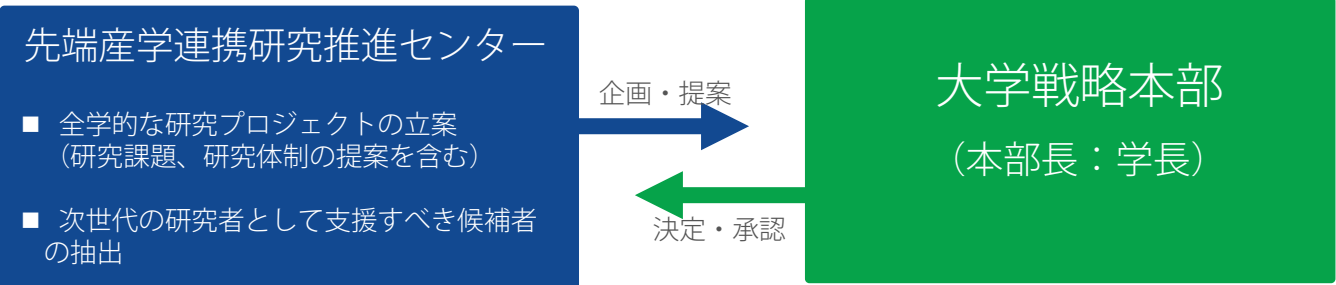 先端産学連携研究推進センター
■ 全学的な研究プロジェクトの立案
（研究課題、研究体制の提案を含む）
■ 次世代の研究者として支援すべき候補者
の抽出
企画・提案
決定・承認
大学戦略本部
（本部長：学長）